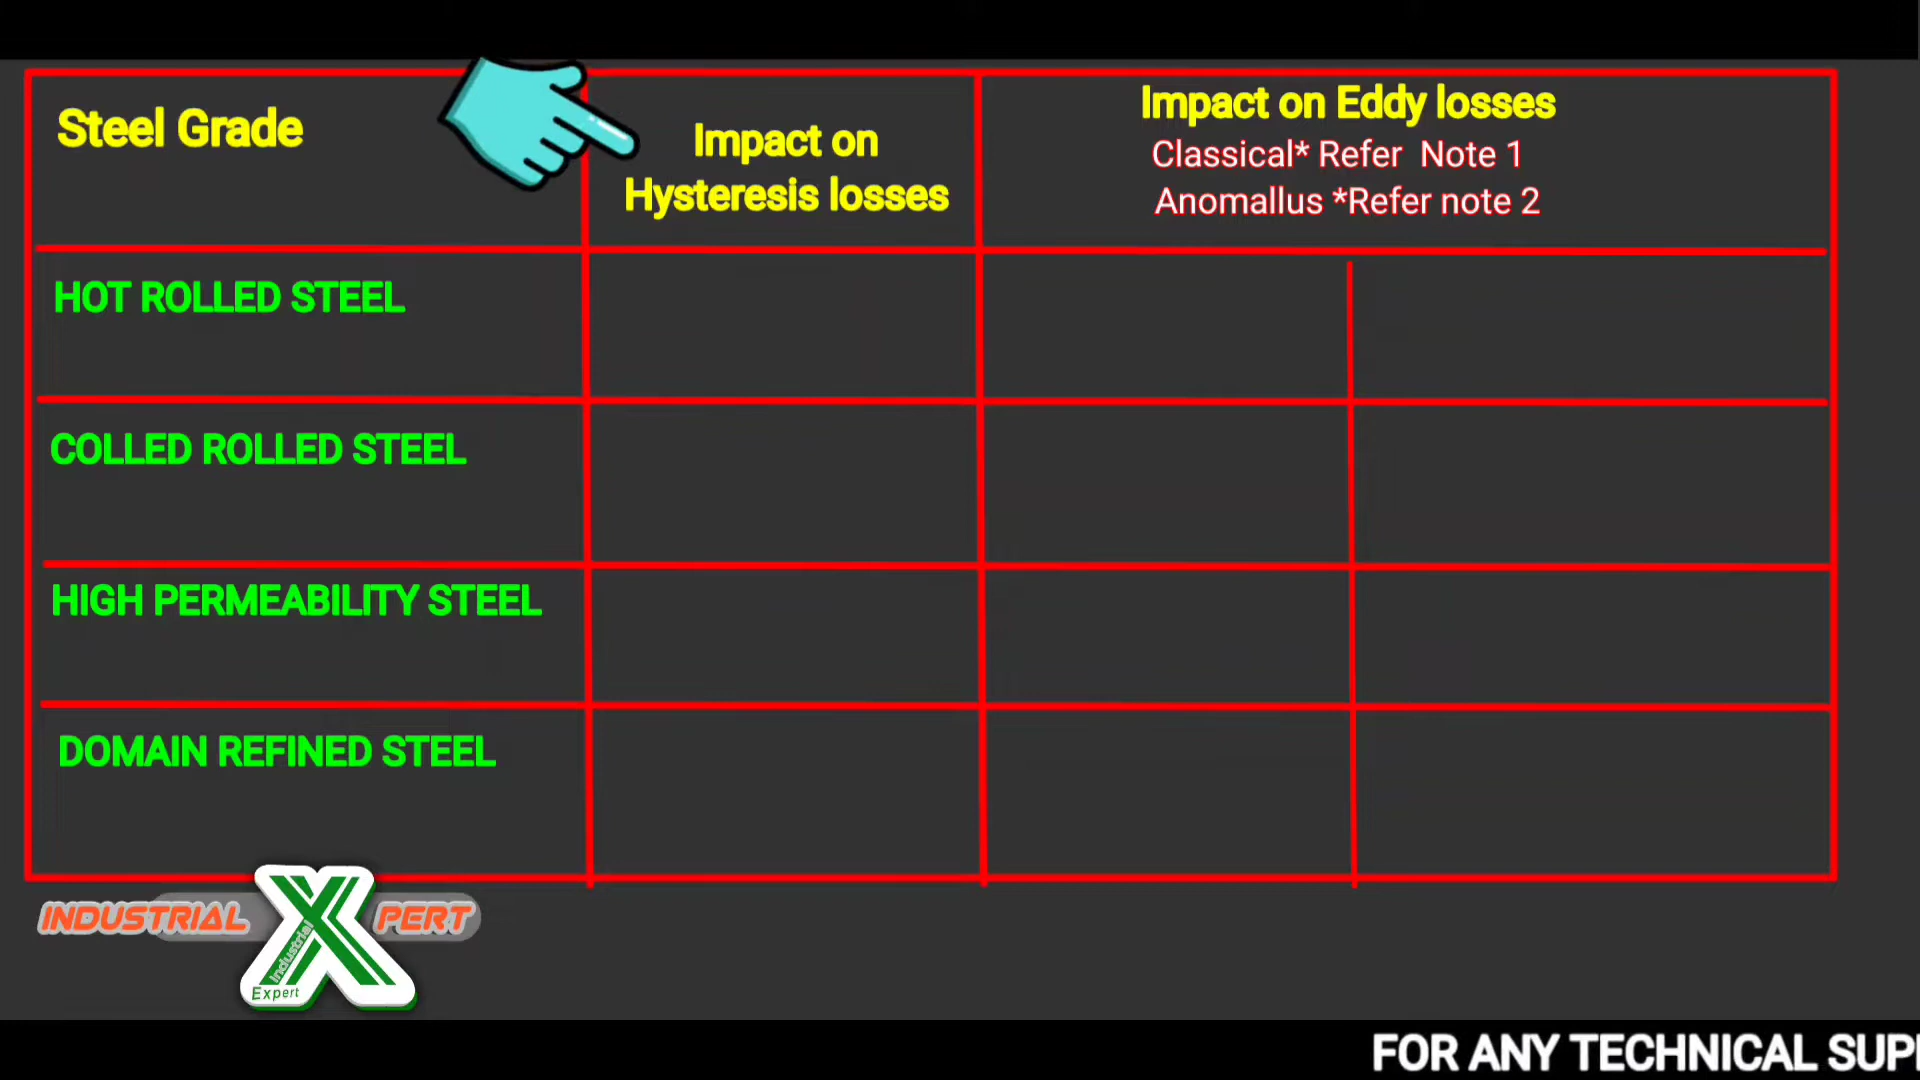 Steel Grade
Impact on
Hysteresis losses
Impact on Eddy losses
Classical* Refer Note 1
Anomallus *Refer note 2
HOT ROLLED STEEL
COLLED ROLLED STEEL
HIGH PERMEABILITY STEEL
DOMAIN REFINED STEEL
INDUSTRIAL XPERT
Industrial
Expert
FOR ANY TECHNICAL SUP